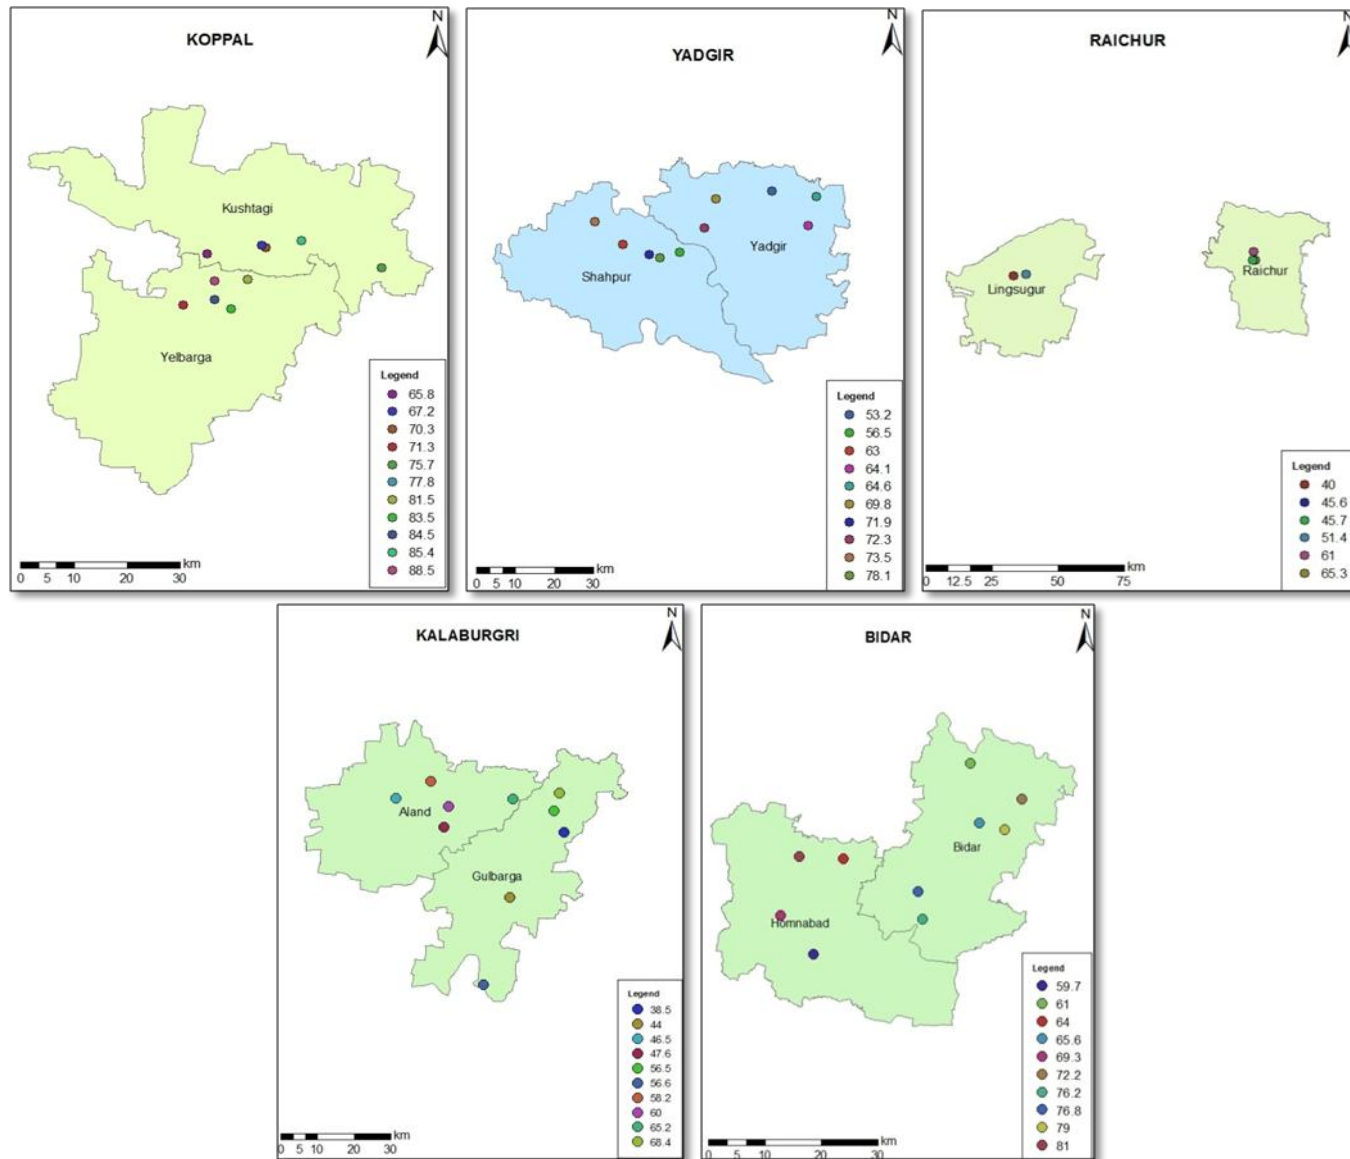 KOPPAL
N
Kushtagi
Yelbarga
Legend
65.8
67.2
70.3
71.3
75.7
77.8
81.5
83.5
84.5
85.4
88.5
km
0 5 10 20 30
YADGIR
N
Shahpur
Yadgir
Legend
53.2
56.5
63
64.1
64.6
69.8
71.9
72.3
73.5
78.1
km
0 5 10 20 30
RAICHUR
N
Lingsugur
Raichur
Legend
40
45.6
45.7
51.4
61
65.3
km
0 12.5 25 50 75
KALABURGRI
N
Aland
Gulbarga
Legend
38.5
44
46.5
47.6
56.5
56.6
58.2
60
65.2
68.4
km
0 5 10 20 30
BIDAR
N
Bidar
Homnabad
Legend
59.7
61
64
65.6
69.3
72.2
76.2
76.8
79
81
km
0 5 10 20 30